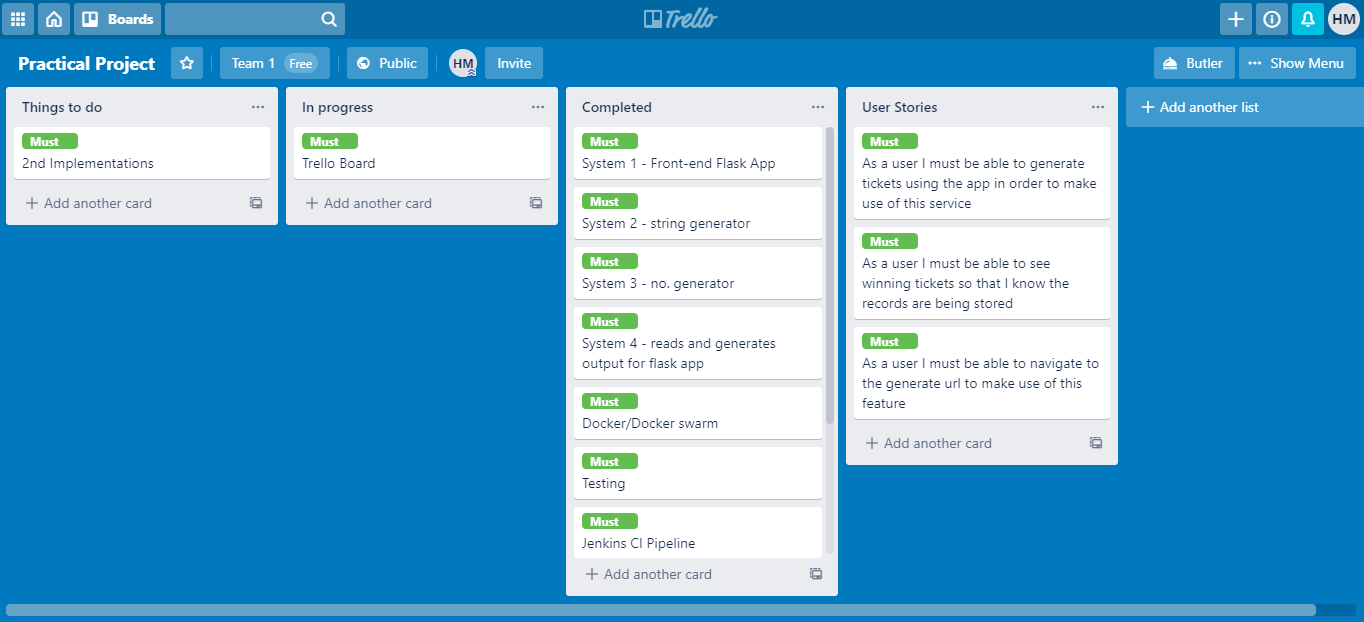 Boards
Trello
HM
Practical Project
Team 1 Free
Public
HM
Invite
Butler
Show Menu
Things to do
Must
2nd Implementations
Add another card
In progress
Must
Trello Board
Add another card
Completed
Must
System 1 - Front-end Flask App
Must
System 2 - string generator
Must
System 3 - no. generator
Must
System 4 - reads and generates
output for flask app
Must
Docker/Docker swarm
Must
Testing
Must
Jenkins CI Pipeline
Add another card
User Stories
Must
As a user I must be able to generate
tickets using the app in order to make
use of this service
Must
As a user I must be able to see
winning tickets so that I know the
records are being stored
Must
As a user I must be able to navigate to
the generate url to make use of this
feature
Add another card
Add another list